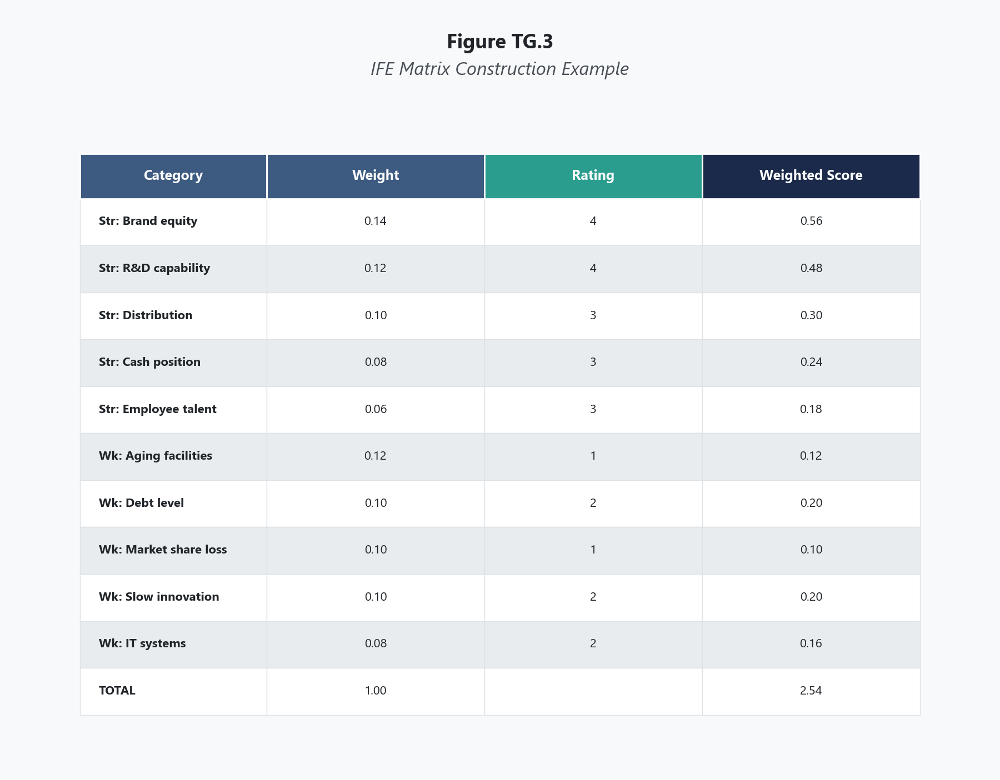 Figure TG.3
IFE Matrix Construction Example
Category Weight Rating Weighted Score
Str: Brand equity 0.14 4 0.56
Str: R&D capability 0.12 4 0.48
Str: Distribution 0.10 3 0.30
Str: Cash position 0.08 3 0.24
Str: Employee talent 0.06 3 0.18
Wk: Aging facilities 0.12 1 0.12
Wk: Debt level 0.10 2 0.20
Wk: Market share loss 0.10 1 0.10
Wk: Slow innovation 0.10 2 0.20
Wk: IT systems 0.08 2 0.16
TOTAL 1.00 2.54